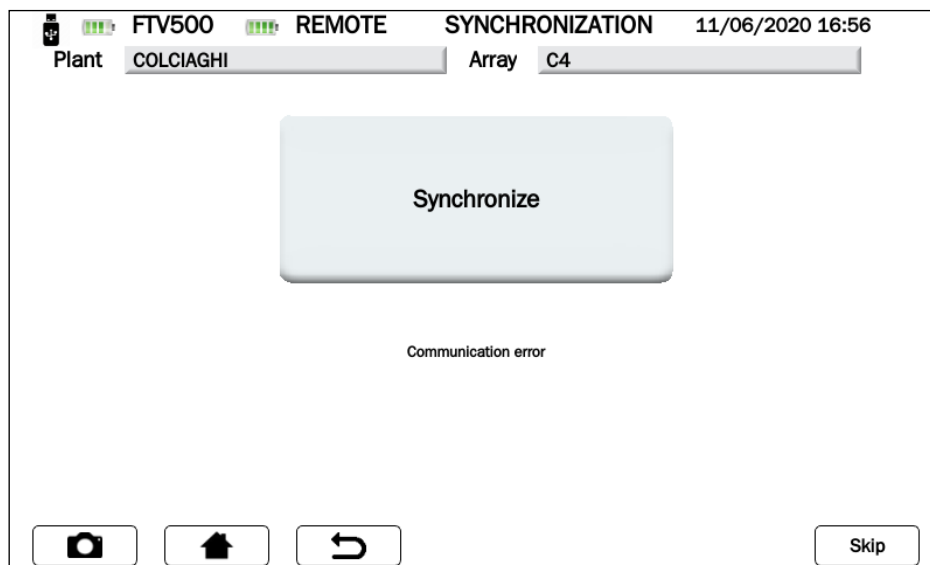 FTV500 REMOTE SYNCHRONIZATION 11/06/2020 16:56
Plant COLCIAGHI Array C4
Synchronize
Communication error
Skip